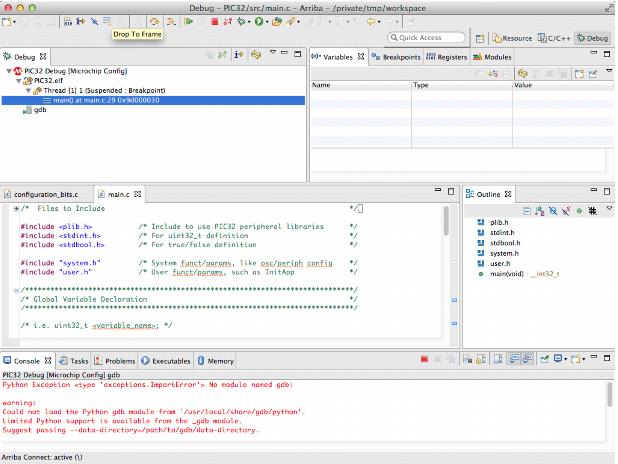 Debug - PIC32/src/main.c - Arriba - /private/tmp/workspace
Drop To Frame
Quick Access
Resource
C/C++
Debug
Debug
PIC32 Debug [Microchip Config]
PIC32.elf
Thread [1] 1 (Suspended : Breakpoint)
main() at main.c:29 0x9d000030
gdb
Variables
Breakpoints
Registers
Modules
Name
Type
Value
configuration_bits.c
main.c
/* Files to Include */
#include <plib.h> /* Include to use PIC32 peripheral libraries */
#include <stdint.h> /* For uint32_t definition */
#include <stdbool.h> /* For true/false definition */
#include "system.h" /* System funct/params, like osc/periph config */
#include "user.h" /* User funct/params, such as InitApp */
/******************************************************************************/
/* Global Variable Declaration */
/******************************************************************************/
/* i.e. uint32_t <variable_name>; */
Outline
plib.h
stdint.h
stdbool.h
system.h
user.h
main(void) : __int32_t
Console
Tasks
Problems
Executables
Memory
PIC32 Debug [Microchip Config] gdb
Python Exception <type 'exceptions.ImportError'> No module named gdb:
warning:
Could not load the Python gdb module from '/usr/local/share/gdb/python'.
Limited Python support is available from the _gdb module.
Suggest passing --data-directory=/path/to/gdb/data-directory.
Arriba Connect: active (\)